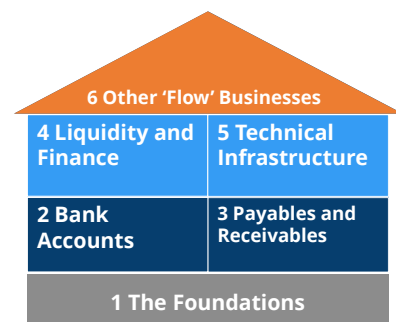 6 Other ‘Flow’ Businesses
4 Liquidity and
Finance
5 Technical
Infrastructure
2 Bank
Accounts
3 Payables and
Receivables
1 The Foundations